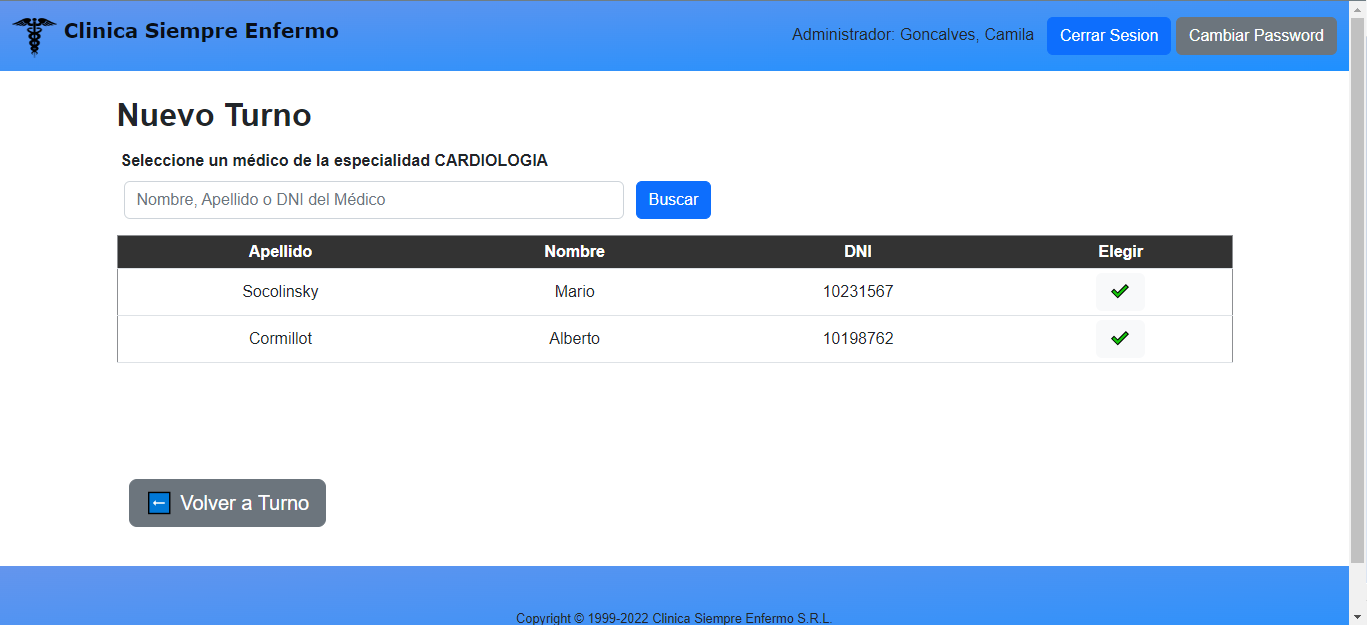 Clinica Siempre Enfermo
Administrador: Goncalves, Camila Cerrar Sesion Cambiar Password
Nuevo Turno
Seleccione un médico de la especialidad CARDIOLOGIA
Nombre, Apellido o DNI del Médico Buscar
Apellido Nombre DNI Elegir
Socolinsky Mario 10231567
Cormillot Alberto 10198762
Volver a Turno
Copyright © 1999-2022 Clinica Siempre Enfermo S.R.L.